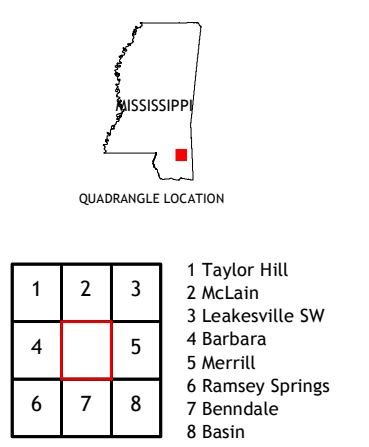 MISSISSIPPI
QUADRANGLE LOCATION
1 2 3
4 5
6 7 8
1 Taylor Hill
2 McLain
3 Leakesville SW
4 Barbara
5 Merrill
6 Ramsey Springs
7 Benndale
8 Basin